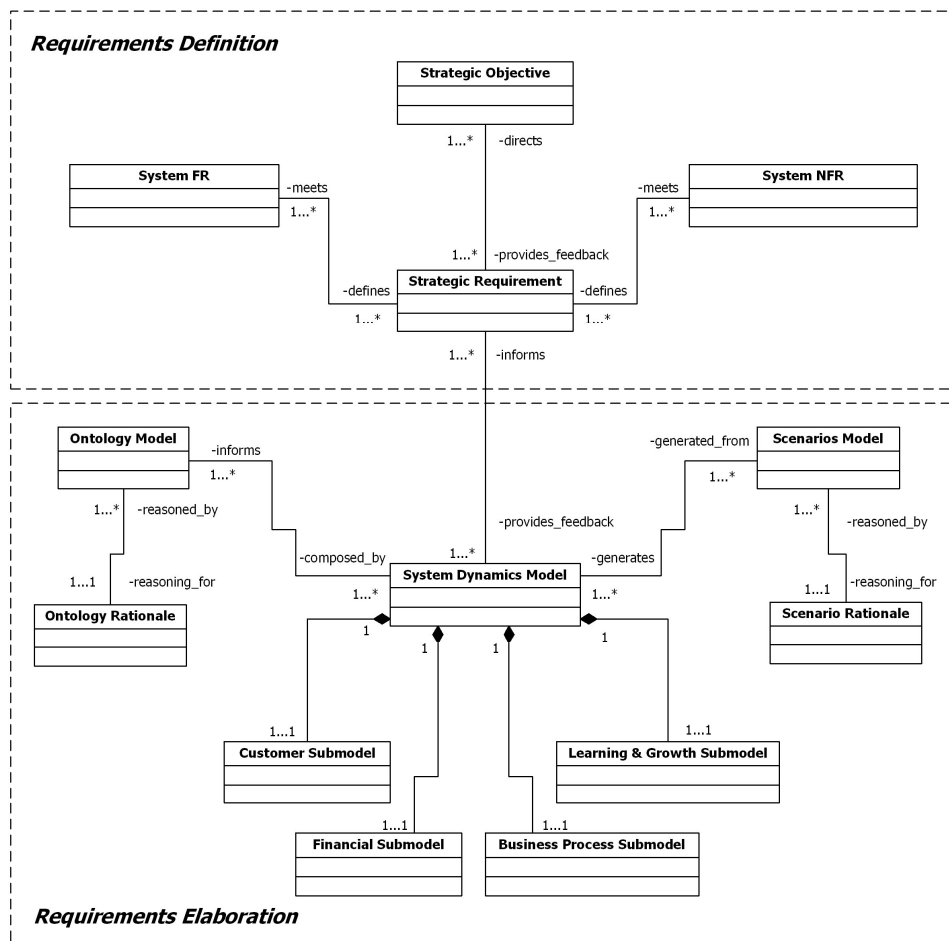 Requirements Definition
Strategic Objective
1...*
-directs
System FR
System NFR
-meets
1...*
-meets
1...*
1...*
-provides_feedback
Strategic Requirement
-defines
1...*
-defines
1...*
1...*
-informs
Ontology Model
Scenarios Model
-informs
1...*
-generated_from
1...*
1...*
-reasoned_by
1...*
-reasoned_by
-provides_feedback
1...*
-composed_by
-generates
System Dynamics Model
1...*
1...*
1...1
-reasoning_for
1...1
-reasoning_for
Ontology Rationale
Scenario Rationale
1
1
1
1
1...1
1...1
Customer Submodel
Learning & Growth Submodel
1...1
1...1
Financial Submodel
Business Process Submodel
Requirements Elaboration